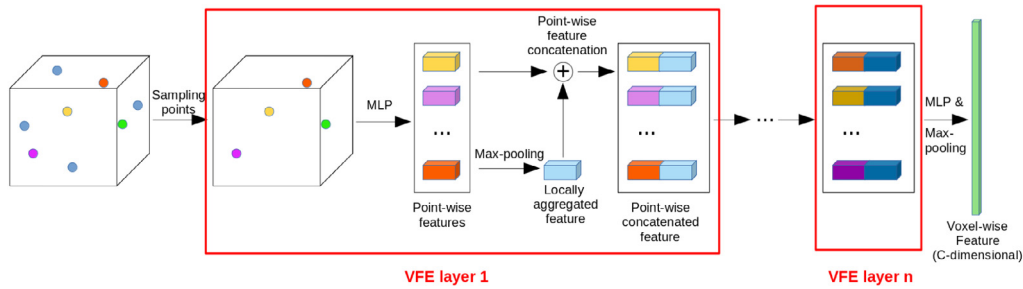 Sampling
points
MLP
Point-wise
features
Max-pooling
Point-wise
feature
concatenation
+
Locally
aggregated
feature
Point-wise
concatenated
feature
...
...
...
...
MLP &
Max-
pooling
Voxel-wise
Feature
(C-dimensional)
VFE layer 1
VFE layer n